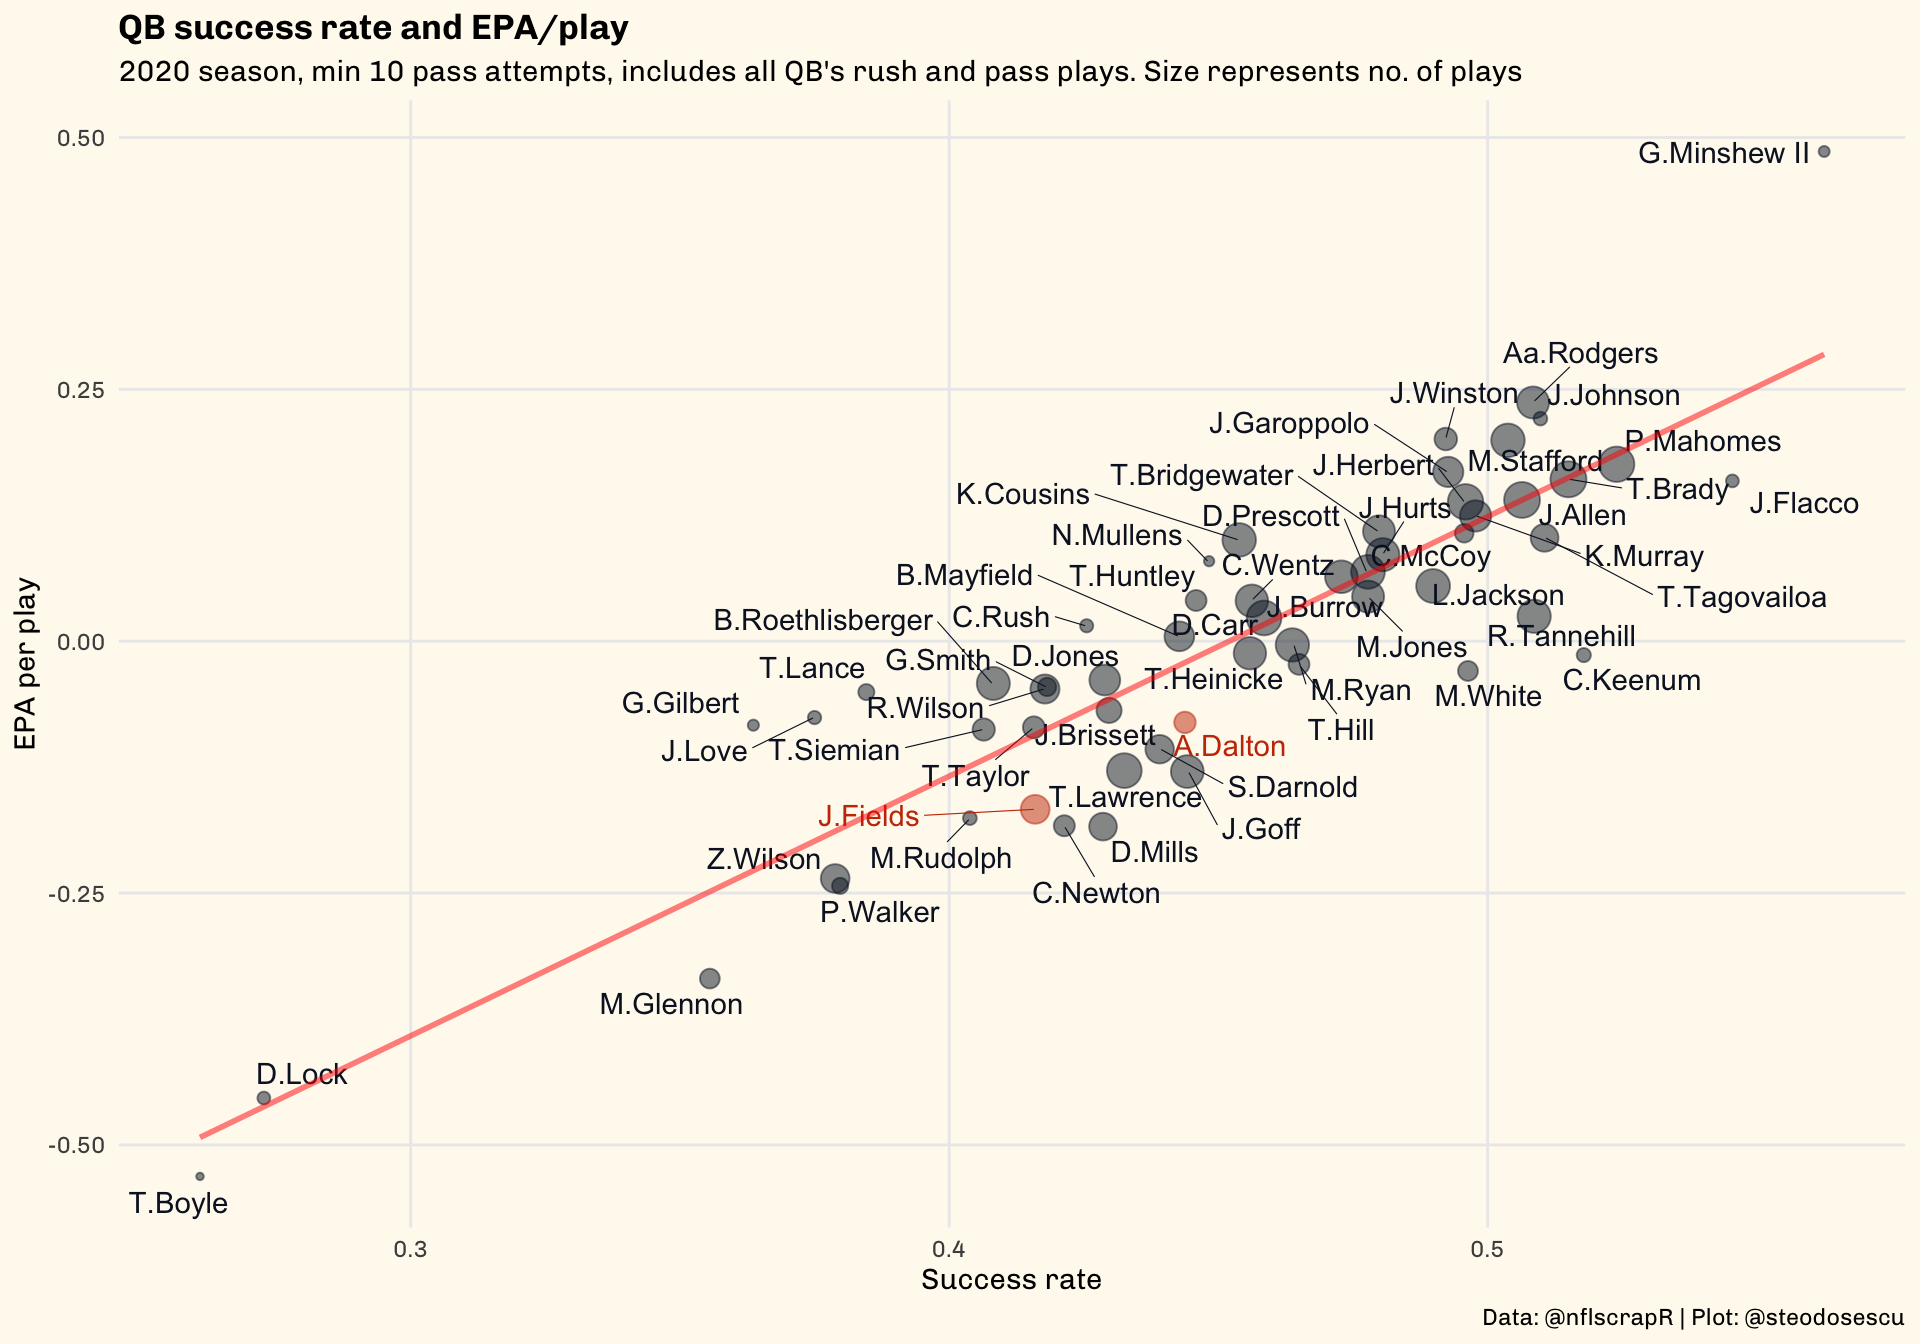 QB success rate and EPA/play
2020 season, min 10 pass attempts, includes all QB's rush and pass plays. Size represents no. of plays
0.50
G.Minshew II
Aa.Rodgers
0.25
J.Winston
J.Johnson
J.Garoppolo
P.Mahomes
M.Stafford
J.Herbert
T.Bridgewater
T.Brady
K.Cousins
J.Flacco
J.Hurts
D.Prescott
J.Allen
N.Mullens
C.McCoy
K.Murray
C.Wentz
B.Mayfield
T.Huntley
L.Jackson
T.Tagovailoa
J.Burrow
C.Rush
B.Roethlisberger
D.Carr
R.Tannehill
0.00
M.Jones
D.Jones
G.Smith
T.Lance
T.Heinicke
C.Keenum
M.Ryan
M.White
G.Gilbert
R.Wilson
T.Hill
J.Brissett
A.Dalton
J.Love
T.Siemian
T.Taylor
S.Darnold
T.Lawrence
J.Fields
J.Goff
D.Mills
Z.Wilson
M.Rudolph
-0.25
C.Newton
P.Walker
M.Glennon
D.Lock
-0.50
T.Boyle
EPA per play
0.3
0.4
0.5
Success rate
Data: @nflscrapR | Plot: @steodosescu